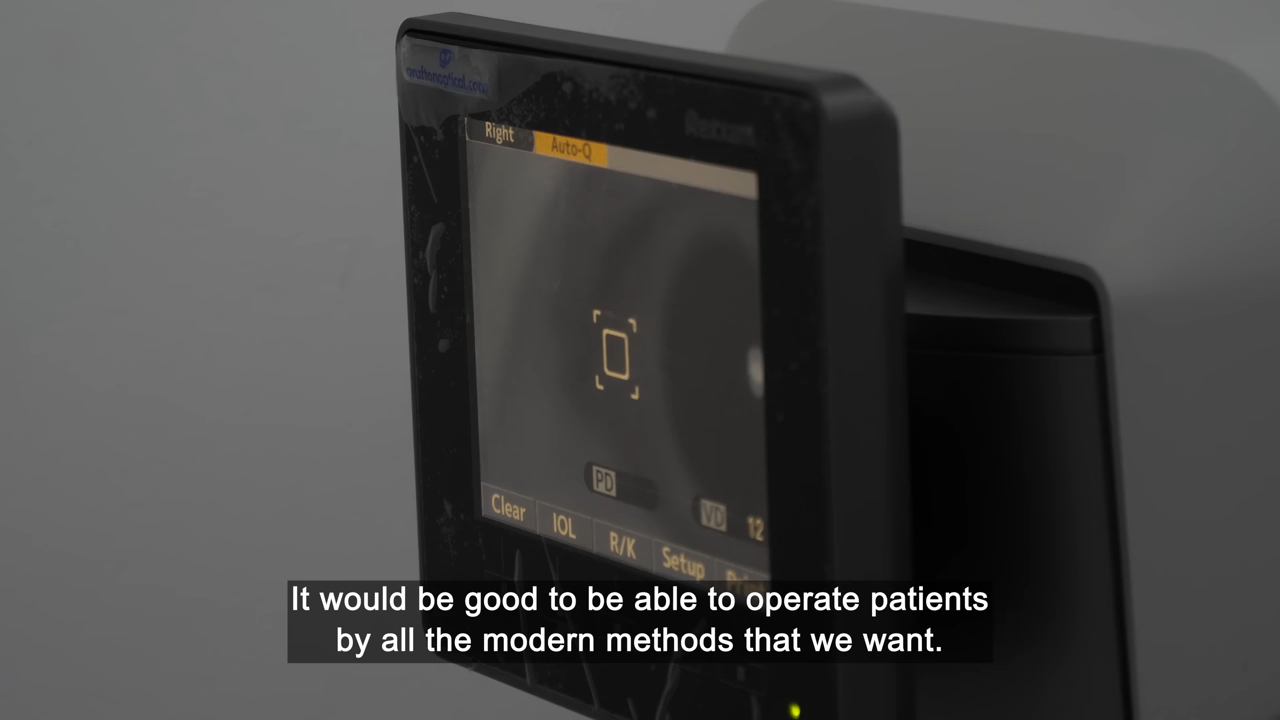 Right
Auto-Q
PD
VD 12
Clear
IOL
R/K
Setup
It would be good to be able to operate patients
by all the modern methods that we want.